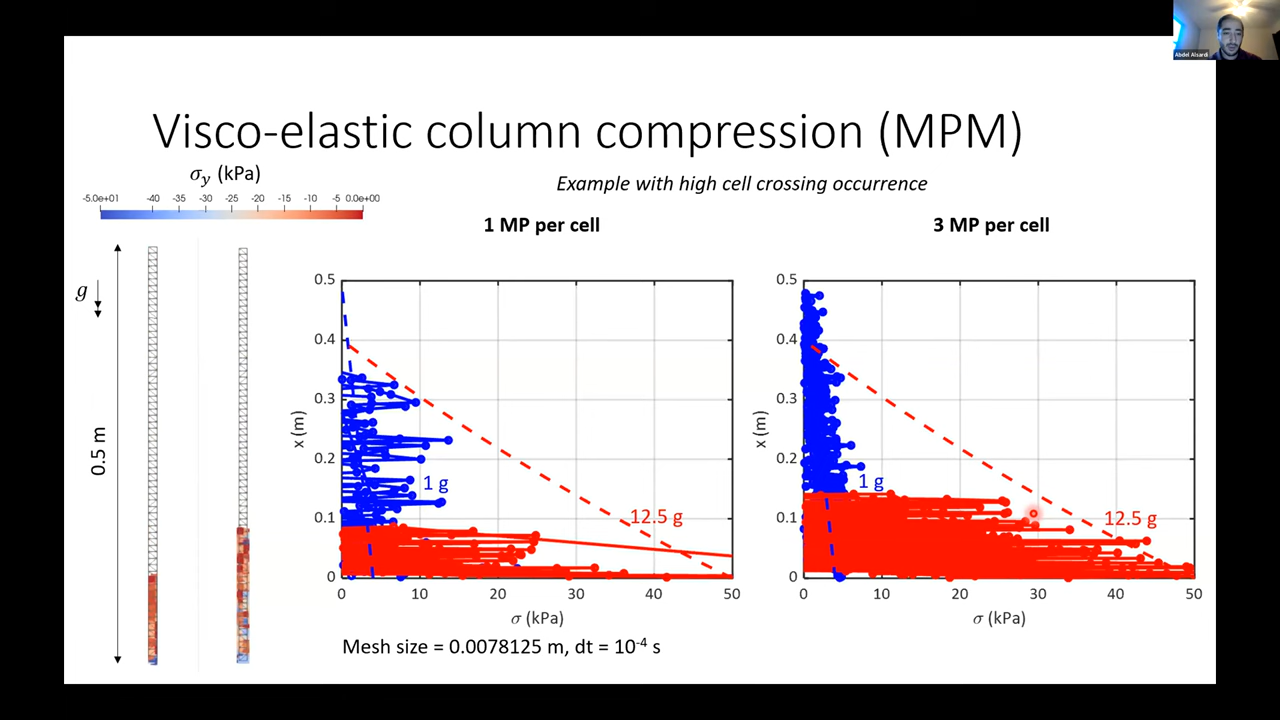 Abdel Alsardi
Visco-elastic column compression (MPM)
σy (kPa)
-5.0e+01 -40 -35 -30 -25 -20 -15 -10 -5 0.0e+00
Example with high cell crossing occurrence
1 MP per cell
3 MP per cell
g
0.5 m
0.5
0.4
0.3
0.2
0.1
0
x (m)
1 g
12.5 g
0 10 20 30 40 50
σ (kPa)
0.5
0.4
0.3
0.2
0.1
0
x (m)
1 g
12.5 g
0 10 20 30 40 50
σ (kPa)
Mesh size = 0.0078125 m, dt = 10⁻⁴ s